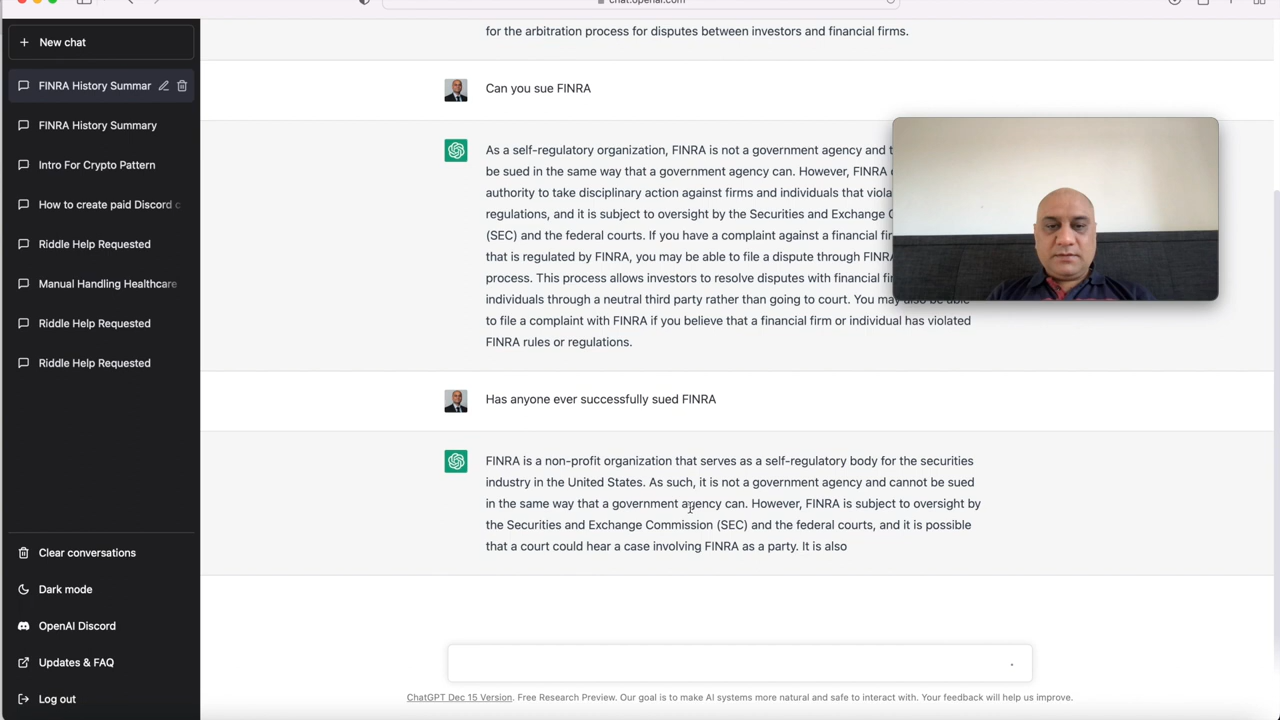 chat.openai.com
New chat
FINRA History Summar
FINRA History Summary
Intro For Crypto Pattern
How to create paid Discord
Riddle Help Requested
Manual Handling Healthcare
Riddle Help Requested
Riddle Help Requested
Clear conversations
Dark mode
OpenAI Discord
Updates & FAQ
Log out
for the arbitration process for disputes between investors and financial firms.
Can you sue FINRA
As a self-regulatory organization, FINRA is not a government agency and
be sued in the same way that a government agency can. However, FINRA
authority to take disciplinary action against firms and individuals that
regulations, and it is subject to oversight by the Securities and Exchange
(SEC) and the federal courts. If you have a complaint against a financial
that is regulated by FINRA, you may be able to file a dispute through
process. This process allows investors to resolve disputes with financial
individuals through a neutral third party rather than going to court. You may also be able
to file a complaint with FINRA if you believe that a financial firm or individual has violated
FINRA rules or regulations.
Has anyone ever successfully sued FINRA
FINRA is a non-profit organization that serves as a self-regulatory body for the securities
industry in the United States. As such, it is not a government agency and cannot be sued
in the same way that a government agency can. However, FINRA is subject to oversight by
the Securities and Exchange Commission (SEC) and the federal courts, and it is possible
that a court could hear a case involving FINRA as a party. It is also
ChatGPT Dec 15 Version. Free Research Preview. Our goal is to make AI systems more natural and safe to interact with. Your feedback will help us improve.